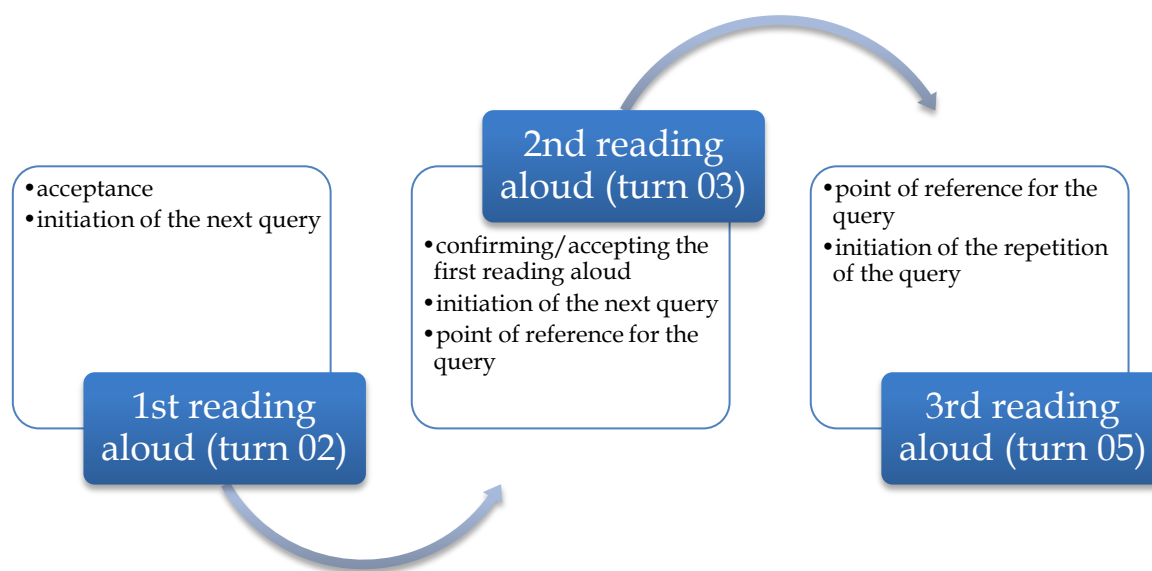 •acceptance
•initiation of the next query
1st reading
aloud (turn 02)
2nd reading
aloud (turn 03)
•confirming/accepting the
first reading aloud
•initiation of the next query
•point of reference for the
query
•point of reference for the
query
•initiation of the repetition
of the query
3rd reading
aloud (turn 05)